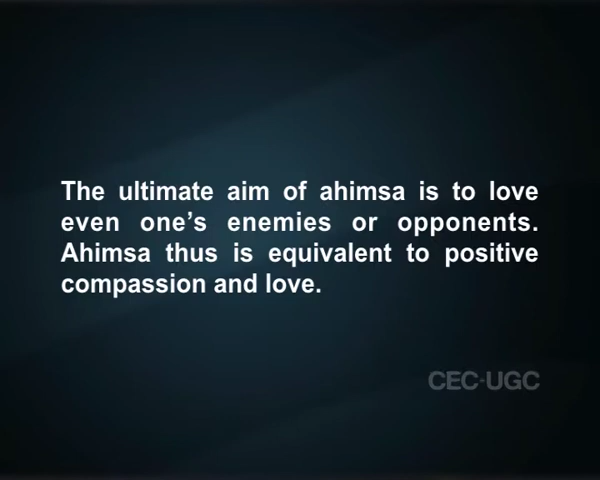 The ultimate aim of ahimsa is to love
even one’s enemies or opponents.
Ahimsa thus is equivalent to positive
compassion and love.
CEC-UGC